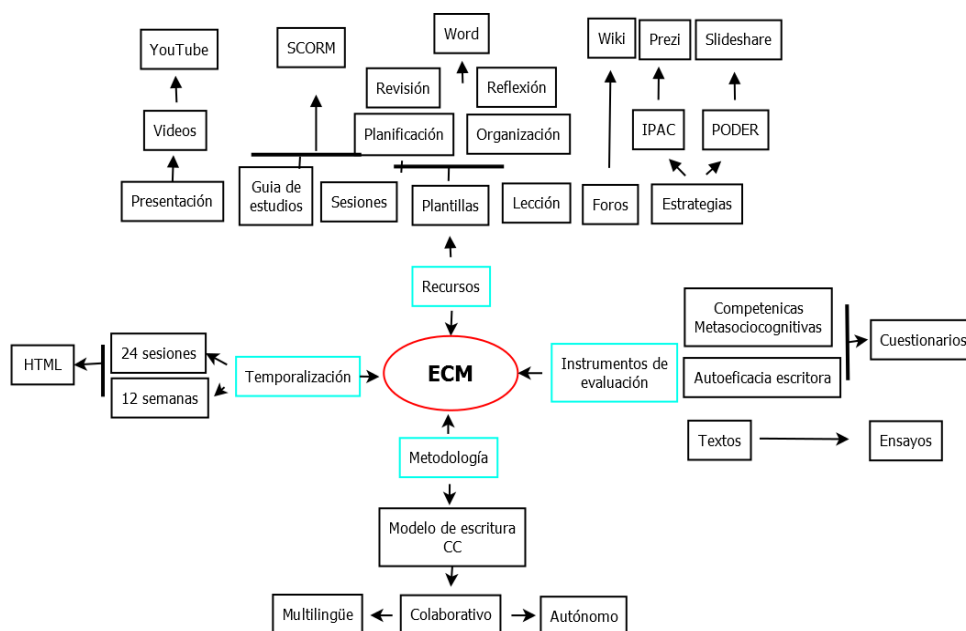 Word
Wiki
Prezi
Slideshare
YouTube
SCORM
Revisión
Reflexión
Videos
Planificación
Organización
IPAC
PODER
Presentación
Guia de
estudios
Sesiones
Plantillas
Lección
Foros
Estrategias
Recursos
Competenicas
Metasociocognitivas
HTML
24 sesiones
12 semanas
Temporalización
ECM
Instrumentos de
evaluación
Autoeficacia escritora
Cuestionarios
Textos
Ensayos
Metodología
Modelo de escritura
CC
Multilingüe
Colaborativo
Autónomo